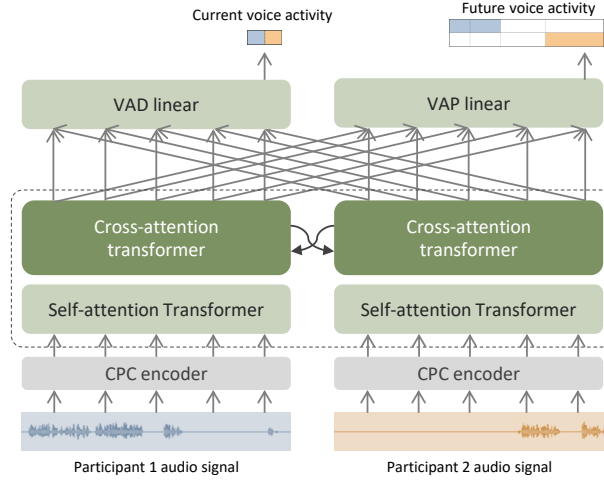 Current voice activity
Future voice activity
VAD linear
VAP linear
Cross-attention
transformer
Cross-attention
transformer
Self-attention Transformer
Self-attention Transformer
CPC encoder
CPC encoder
Participant 1 audio signal
Participant 2 audio signal